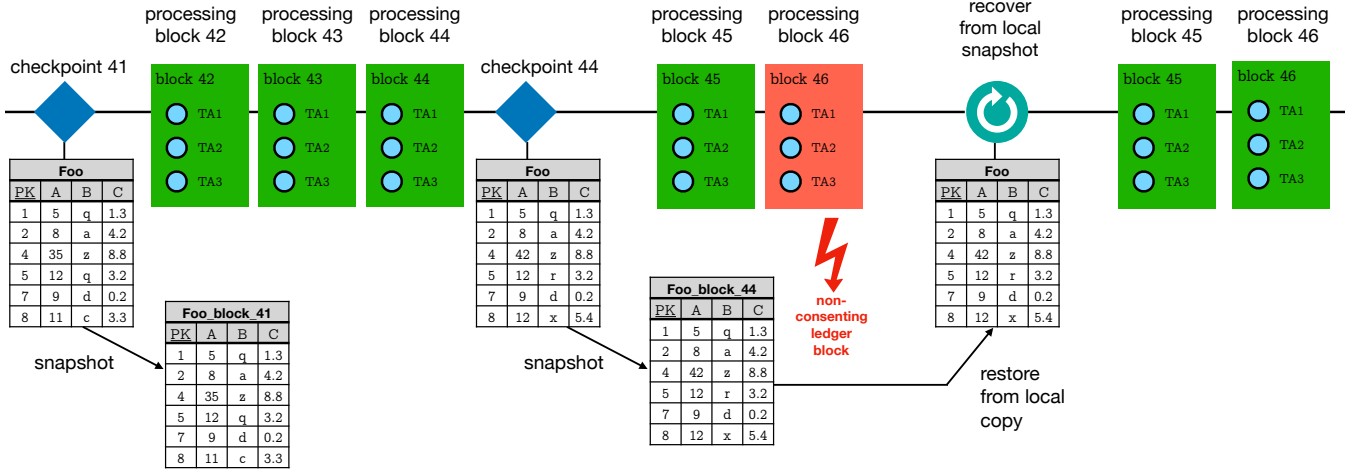 processing
block 42
processing
block 43
processing
block 44
processing
block 45
processing
block 46
recover
from local
snapshot
processing
block 45
processing
block 46
checkpoint 41
checkpoint 44
block 42
TA1
TA2
TA3
block 43
TA1
TA2
TA3
block 44
TA1
TA2
TA3
block 45
TA1
TA2
TA3
block 46
TA1
TA2
TA3
block 45
TA1
TA2
TA3
block 46
TA1
TA2
TA3
Foo
PK A B C
1 5 q 1.3
2 8 a 4.2
4 35 z 8.8
5 12 q 3.2
7 9 d 0.2
8 11 c 3.3
snapshot
Foo_block_41
PK A B C
1 5 q 1.3
2 8 a 4.2
4 35 z 8.8
5 12 q 3.2
7 9 d 0.2
8 11 c 3.3
Foo
PK A B C
1 5 q 1.3
2 8 a 4.2
4 42 z 8.8
5 12 r 3.2
7 9 d 0.2
8 12 x 5.4
snapshot
Foo_block_44
PK A B C
1 5 q 1.3
2 8 a 4.2
4 42 z 8.8
5 12 r 3.2
7 9 d 0.2
8 12 x 5.4
non-
consenting
ledger
block
Foo
PK A B C
1 5 q 1.3
2 8 a 4.2
4 42 z 8.8
5 12 r 3.2
7 9 d 0.2
8 12 x 5.4
restore
from local
copy